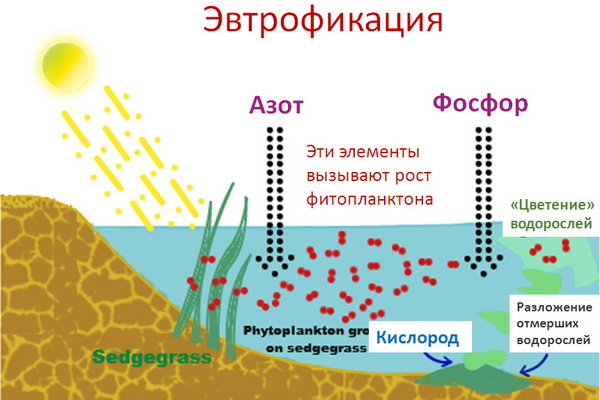 Эвтрофикация
Азот
Фосфор
Эти элементы
вызывают рост
фитопланктона
«Цветение»
водорослей
Разложение
отмерших
водорослей
Phytoplankton gro
on sedgegrass
Кислород
Sedgegrass